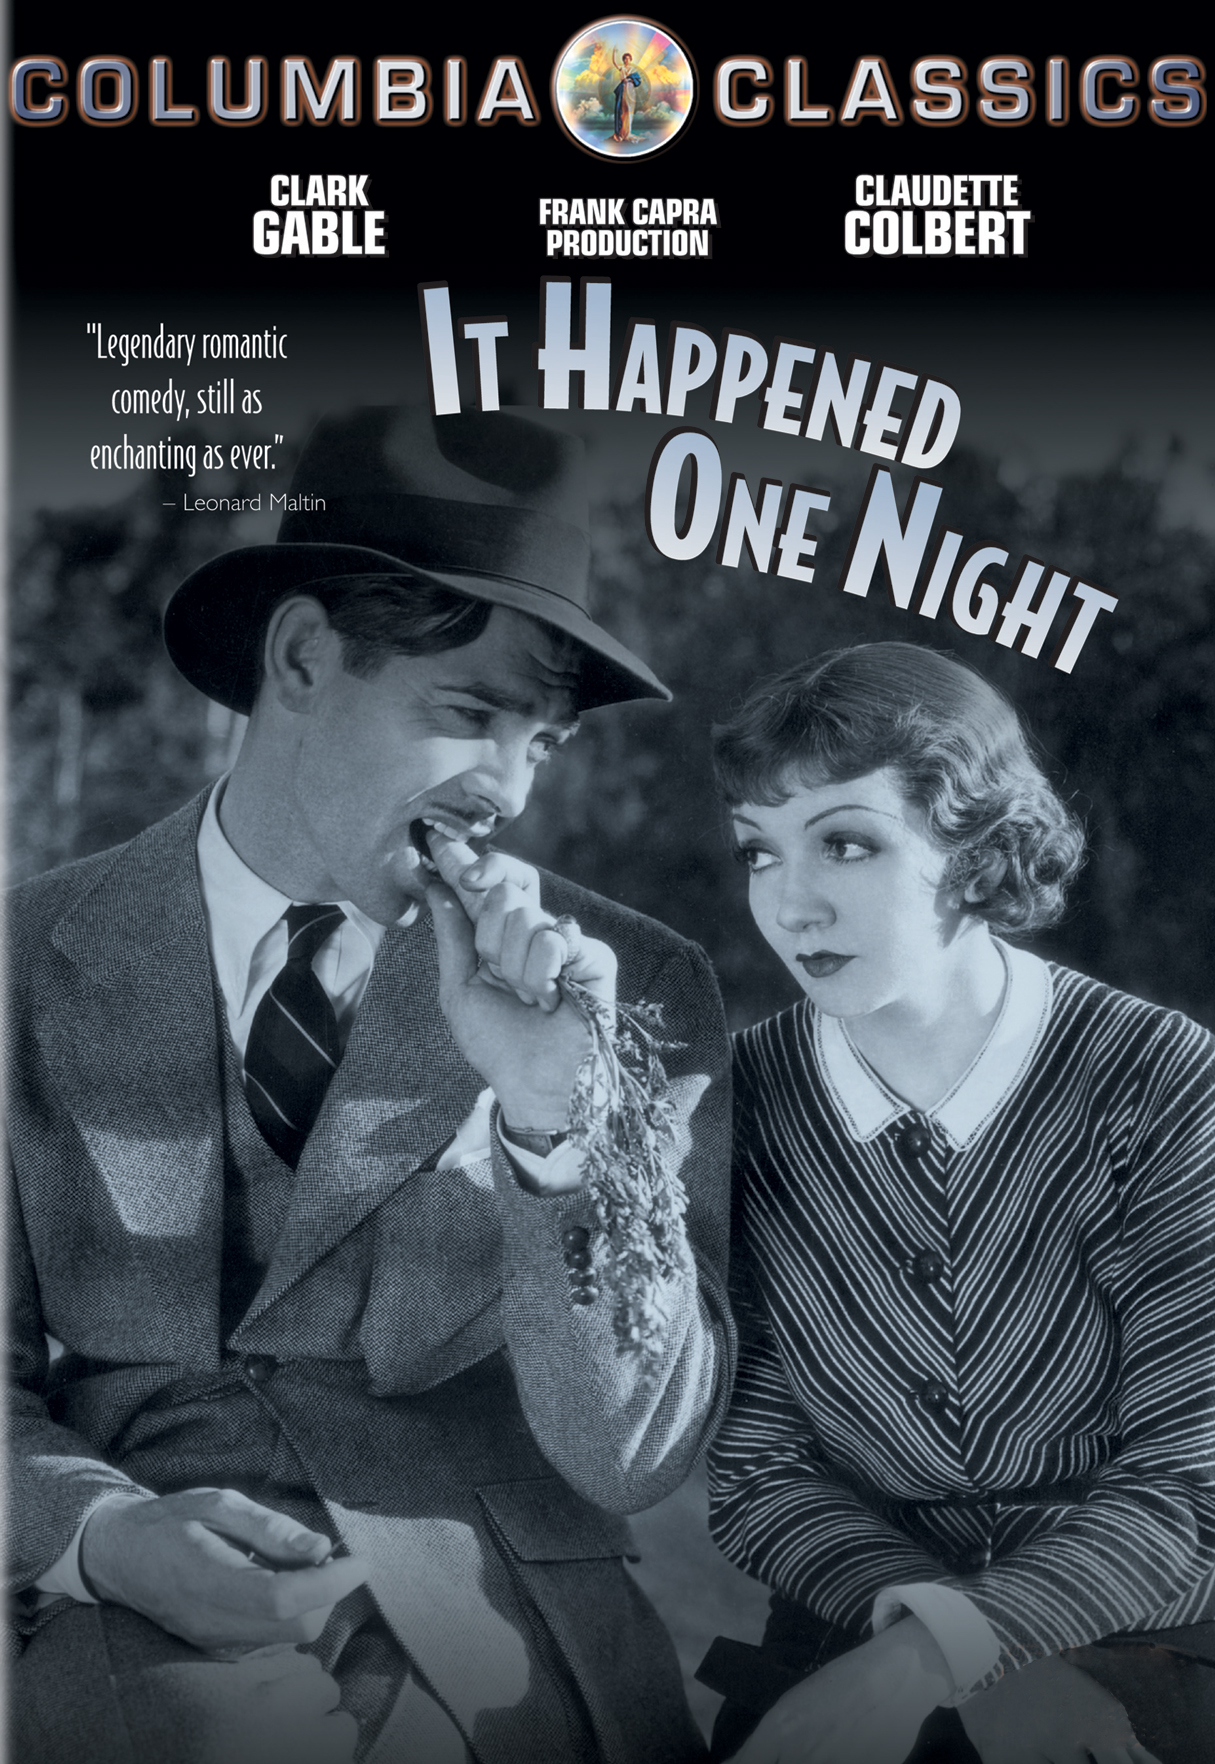 COLUMBIA CLASSICS
CLARK
GABLE
FRANK CAPRA
PRODUCTION
CLAUDETTE
COLBERT
IT HAPPENED
ONE NIGHT
"Legendary romantic
comedy, still as
enchanting as ever."
– Leonard Maltin